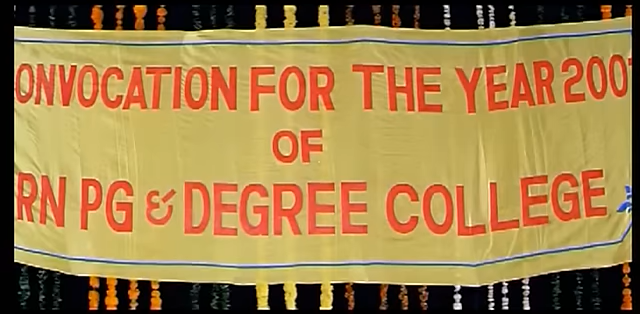 ONVOCATION FOR THE YEAR 200
OF
RN PG & DEGREE COLLEGE